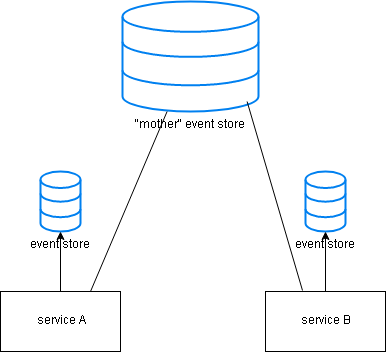 "mother" event store
event store
event store
service A
service B